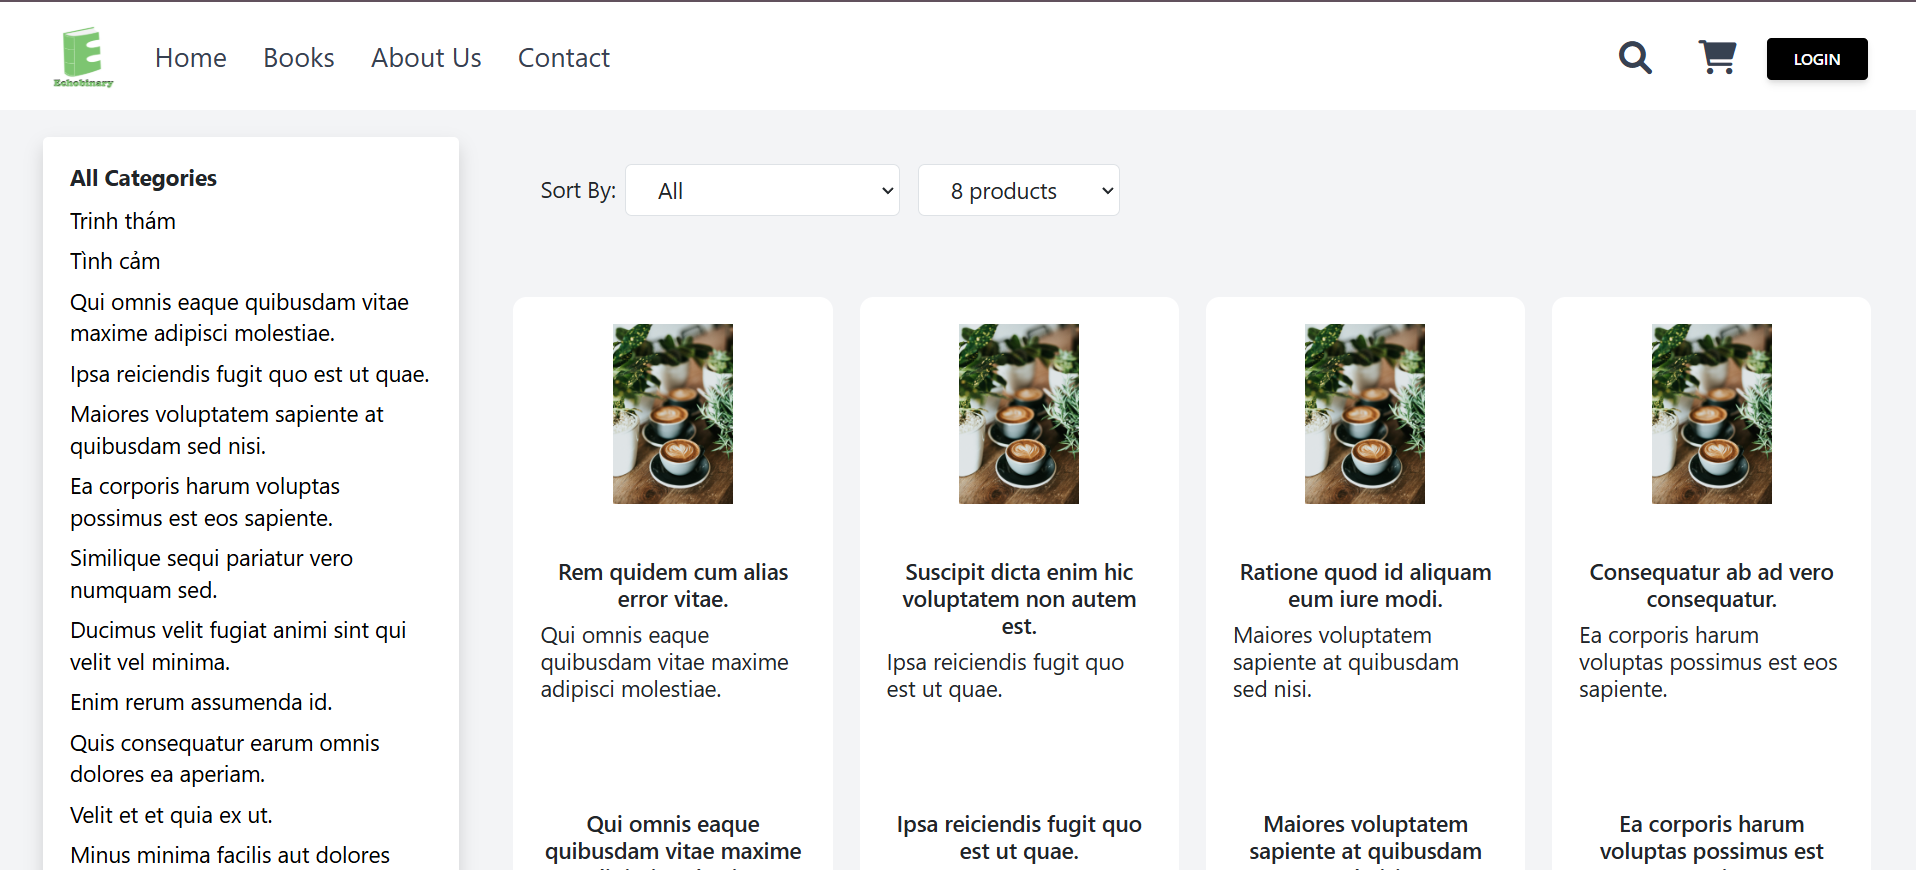 Echobinary
Home Books About Us Contact
LOGIN
All Categories
Trinh thám
Tình cảm
Qui omnis eaque quibusdam vitae
maxime adipisci molestiae.
Ipsa reiciendis fugit quo est ut quae.
Maiores voluptatem sapiente at
quibusdam sed nisi.
Ea corporis harum voluptas
possimus est eos sapiente.
Similique sequi pariatur vero
numquam sed.
Ducimus velit fugiat animi sint qui
velit vel minima.
Enim rerum assumenda id.
Quis consequatur earum omnis
dolores ea aperiam.
Velit et et quia ex ut.
Minus minima facilis aut dolores
Sort By: All 8 products
Rem quidem cum alias
error vitae.
Qui omnis eaque
quibusdam vitae maxime
adipisci molestiae.
Qui omnis eaque
quibusdam vitae maxime
Suscipit dicta enim hic
voluptatem non autem
est.
Ipsa reiciendis fugit quo
est ut quae.
Ipsa reiciendis fugit quo
est ut quae.
Ratione quod id aliquam
eum iure modi.
Maiores voluptatem
sapiente at quibusdam
sed nisi.
Maiores voluptatem
sapiente at quibusdam
Consequatur ab ad vero
consequatur.
Ea corporis harum
voluptas possimus est eos
sapiente.
Ea corporis harum
voluptas possimus est